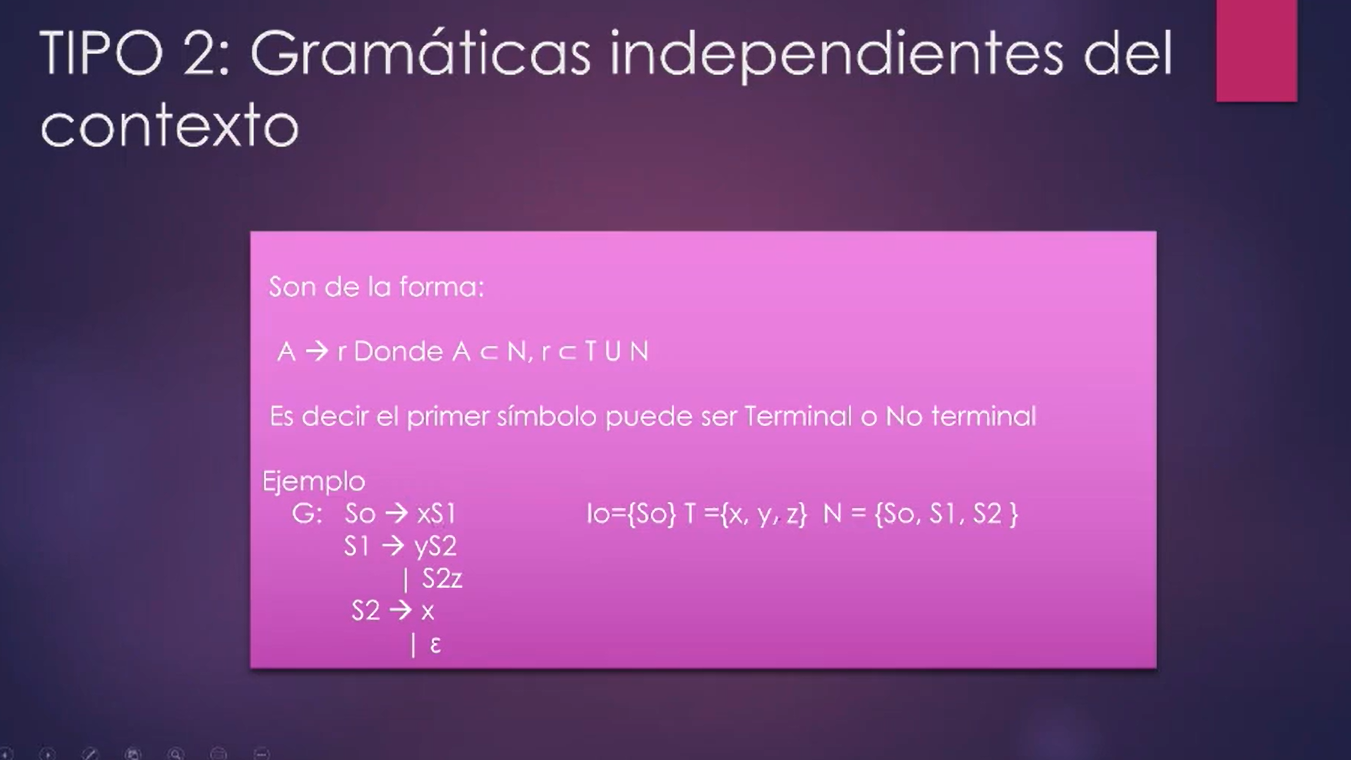 TIPO 2: Gramáticas independientes del
contexto
Son de la forma:
A → r Donde A ⊂ N, r ⊂ T U N
Es decir el primer símbolo puede ser Terminal o No terminal
Ejemplo
G: So → xS1 Io={So} T ={x, y, z} N = {So, S1, S2 }
S1 → yS2
| S2z
S2 → x
| ε